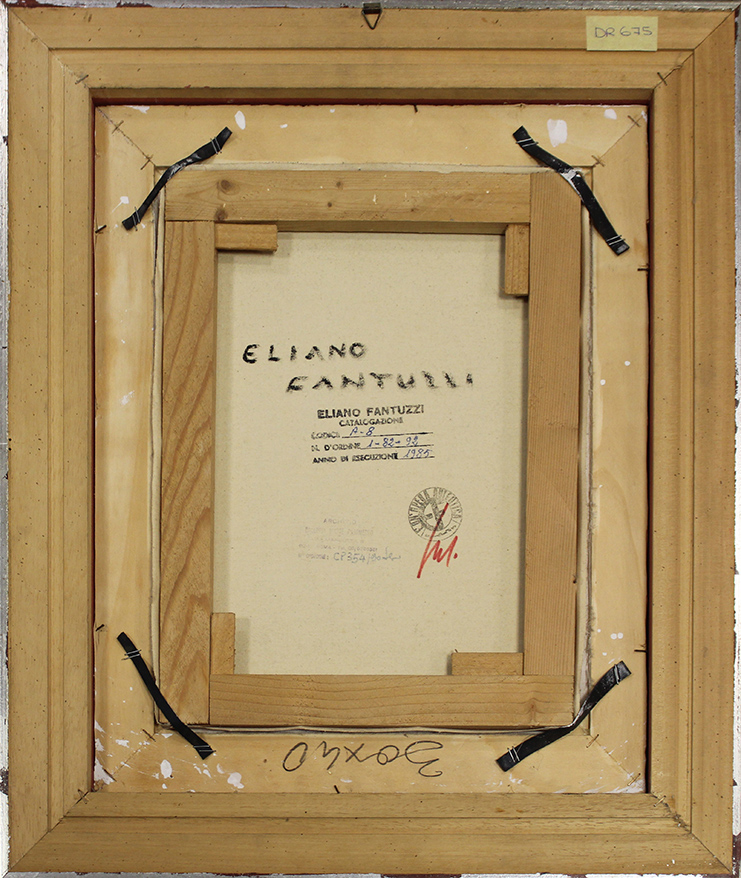 DR 675
ELIANO
FANTUZZI
ELIANO FANTUZZI
CATALOGAZIONE
CODICE A-8
N. D'ORDINE 1-82-92
ANNO DI ESECUZIONE 1985
30x40